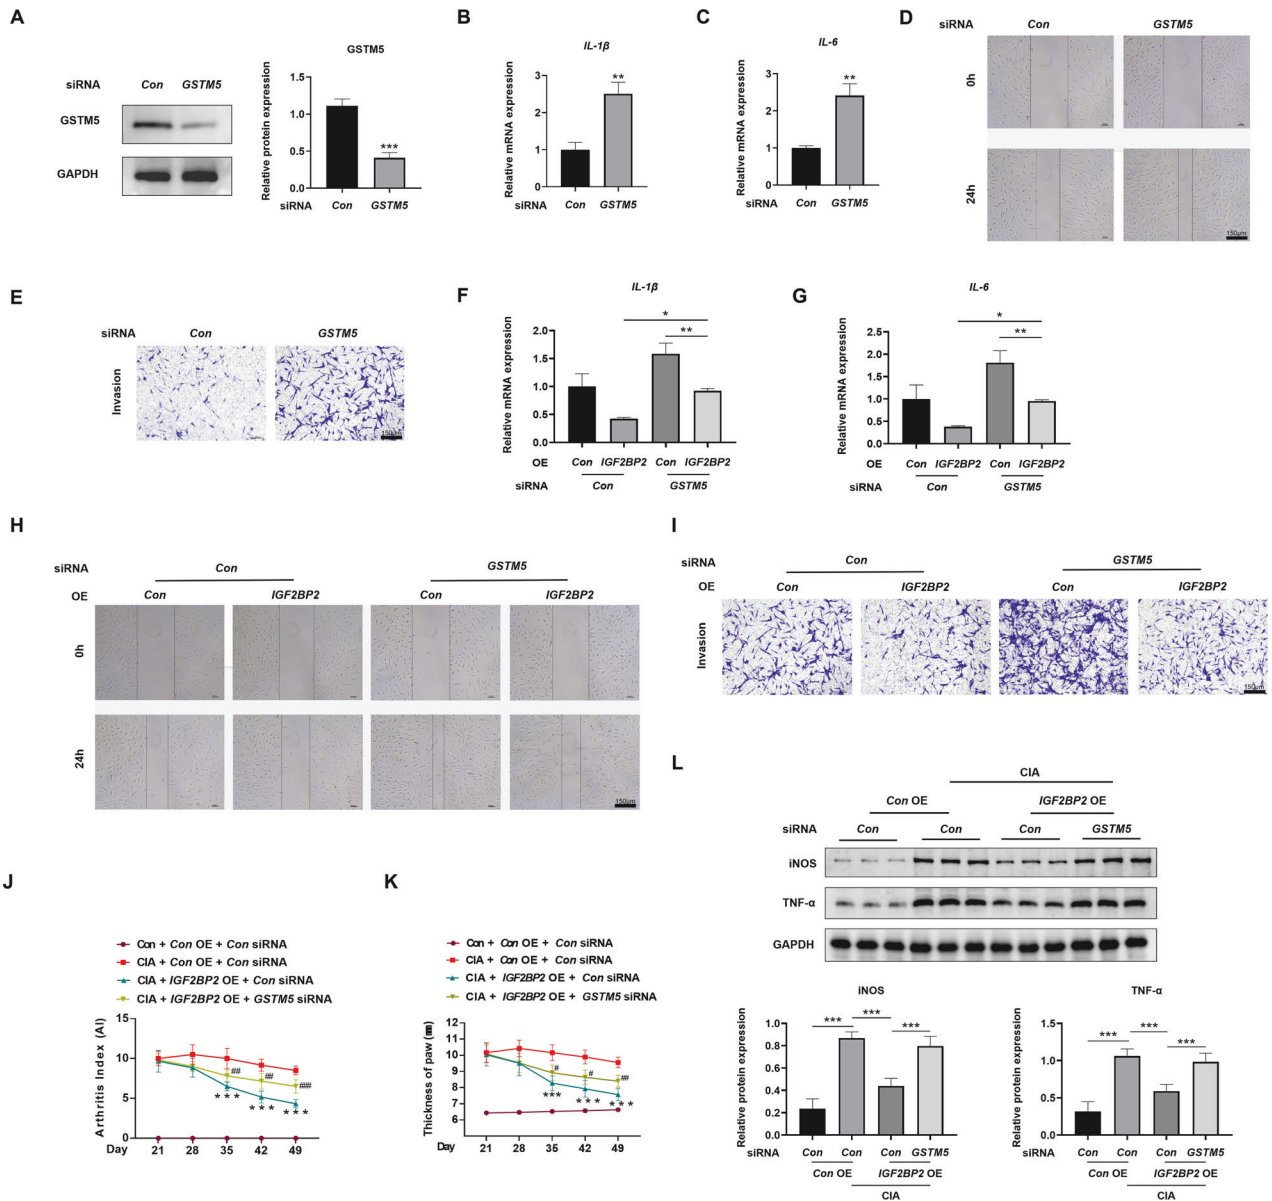 A
siRNA Con GSTM5
GSTM5
GAPDH
GSTM5
Relative protein expression
1.5
1.0
0.5
0.0
***
siRNA Con GSTM5
B
IL-1β
Relative mRNA expression
3
2
1
0
**
siRNA Con GSTM5
C
IL-6
Relative mRNA expression
3
2
1
0
**
siRNA Con GSTM5
D
siRNA Con GSTM5
0h
24h
150μm
E
siRNA Con GSTM5
Invasion
150μm
F
IL-1β
Relative mRNA expression
2.0
1.5
1.0
0.5
0.0
*
**
OE Con IGF2BP2 Con IGF2BP2
siRNA Con GSTM5
G
IL-6
Relative mRNA expression
2.5
2.0
1.5
1.0
0.5
0.0
*
**
OE Con IGF2BP2 Con IGF2BP2
siRNA Con GSTM5
H
siRNA Con GSTM5
OE Con IGF2BP2 Con IGF2BP2
0h
24h
150μm
I
siRNA Con GSTM5
OE Con IGF2BP2 Con IGF2BP2
Invasion
150μm
J
Con + Con OE + Con siRNA
CIA + Con OE + Con siRNA
CIA + IGF2BP2 OE + Con siRNA
CIA + IGF2BP2 OE + GSTM5 siRNA
Arthritis Index (AI)
15
10
5
0
## ## ###
*** *** ***
Day 21 28 35 42 49
K
Con + Con OE + Con siRNA
CIA + Con OE + Con siRNA
CIA + IGF2BP2 OE + Con siRNA
CIA + IGF2BP2 OE + GSTM5 siRNA
Thickness of paw (mm)
12
11
10
9
8
7
6
# # ##
*** *** ***
Day 21 28 35 42 49
L
CIA
Con OE IGF2BP2 OE
siRNA Con Con Con GSTM5
iNOS
TNF-α
GAPDH
iNOS
Relative protein expression
1.0
0.8
0.6
0.4
0.2
0.0
*** *** ***
siRNA Con Con Con GSTM5
Con OE IGF2BP2 OE
CIA
TNF-α
Relative protein expression
1.5
1.0
0.5
0.0
*** *** ***
siRNA Con Con Con GSTM5
Con OE IGF2BP2 OE
CIA